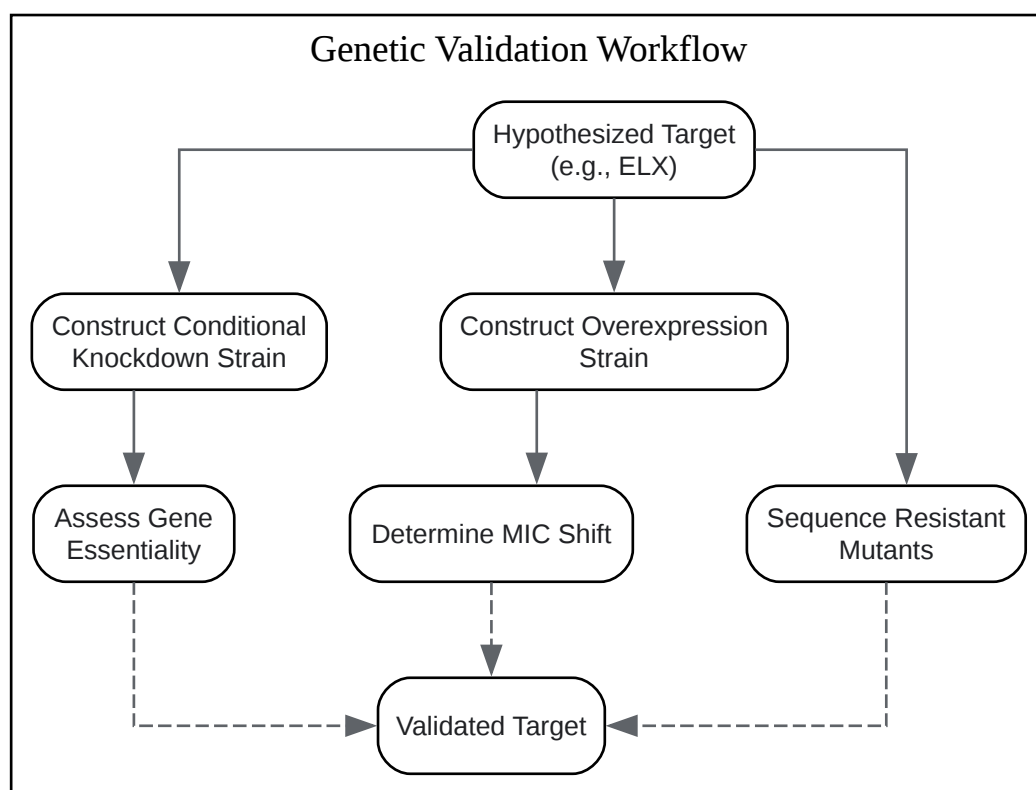 Genetic Validation Workflow
Hypothesized Target
(e.g., ELX)
Construct Conditional
Knockdown Strain
Construct Overexpression
Strain
Assess Gene
Essentiality
Determine MIC Shift
Sequence Resistant
Mutants
Validated Target